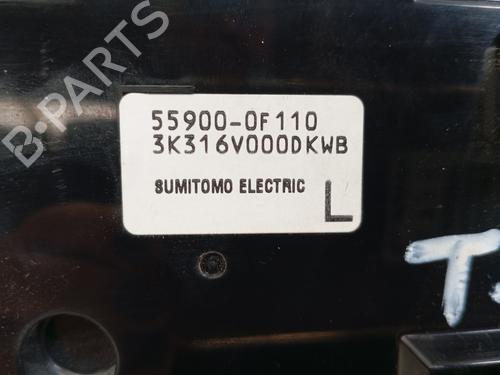 B-PARTS
55900-0F110
3K316V000DKWB
SUMITOMO ELECTRIC
L